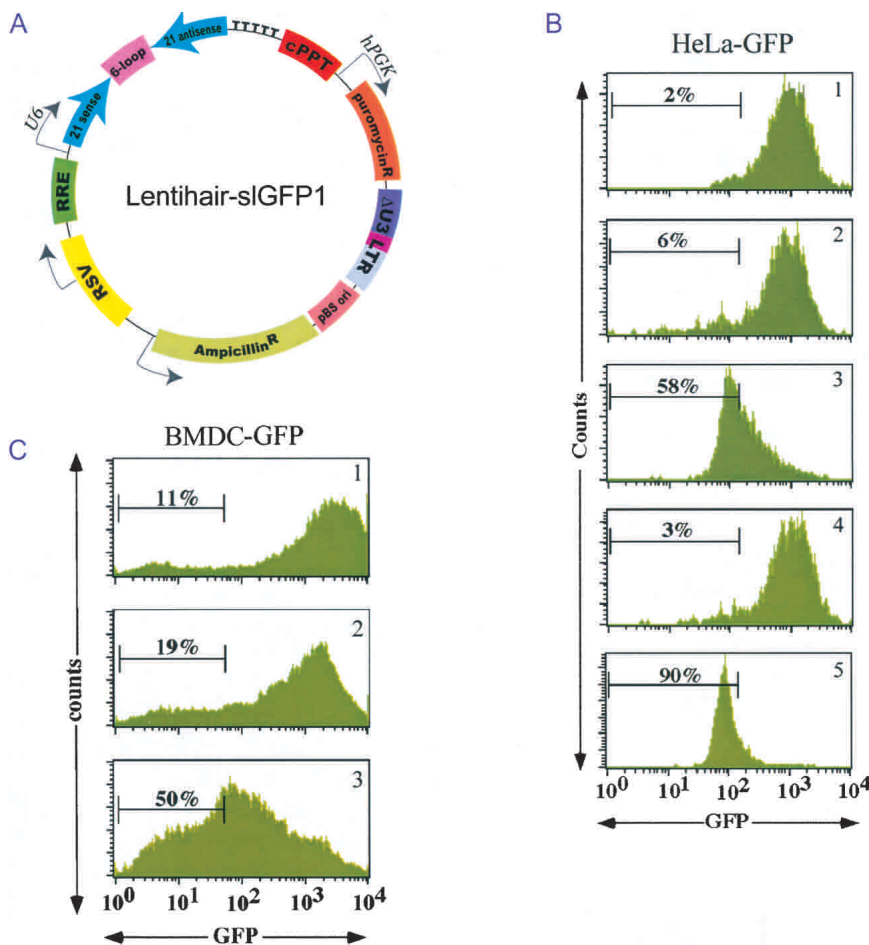 A
21 antisense
TTTTT
cPPT
hPGK
puromycinR
ΔU3 LTR
pBS ori
AmpicillinR
RSV
RRE
U6
21 sense
6-loop
Lentihair-slGFP1
B
HeLa-GFP
2%
1
6%
2
58%
3
3%
4
90%
5
Counts
10⁰ 10¹ 10² 10³ 10⁴
GFP
C
BMDC-GFP
11%
1
19%
2
50%
3
counts
10⁰ 10¹ 10² 10³ 10⁴
GFP